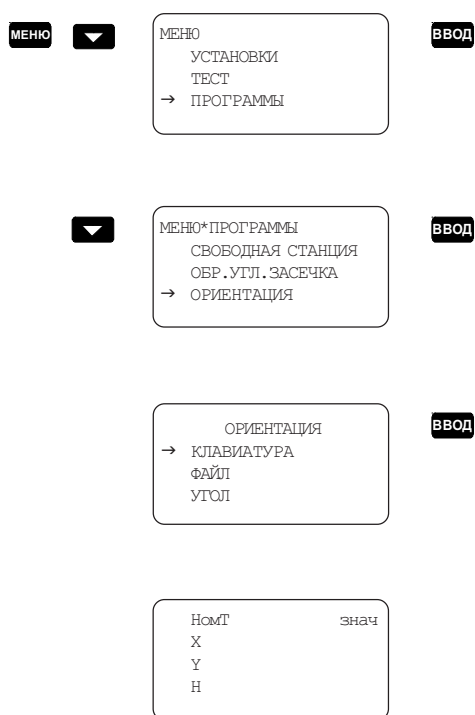 МЕНЮ
МЕНЮ
УСТАНОВКИ
ТЕСТ
→ ПРОГРАММЫ
ВВОД
МЕНЮ*ПРОГРАММЫ
СВОБОДНАЯ СТАНЦИЯ
ОБР.УГЛ.ЗАСЕЧКА
→ ОРИЕНТАЦИЯ
ВВОД
ОРИЕНТАЦИЯ
→ КЛАВИАТУРА
ФАЙЛ
УГОЛ
ВВОД
НомТ знач
X
Y
H